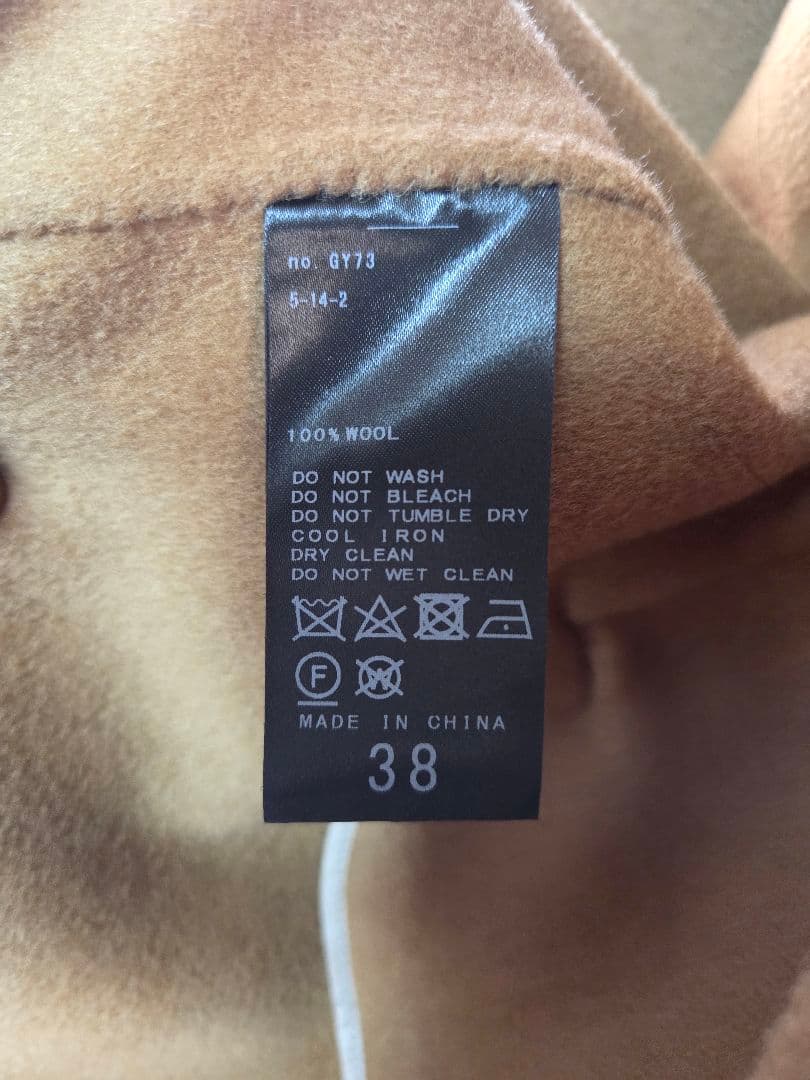 no. GY73
5-14-2
100% WOOL
DO NOT WASH
DO NOT BLEACH
DO NOT TUMBLE DRY
COOL IRON
DRY CLEAN
DO NOT WET CLEAN
F W
MADE IN CHINA
38